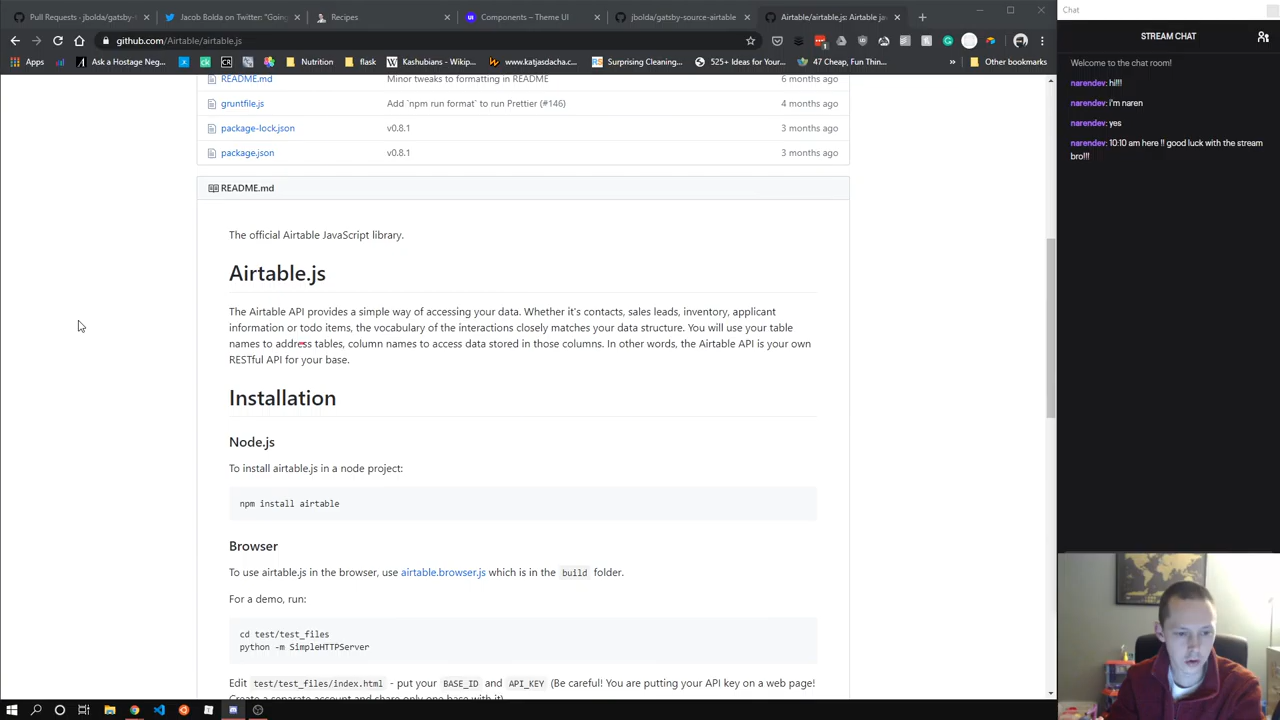 Pull Requests · jbolda/gatsby-s
Jacob Bolda on Twitter: "Going
Recipes
Components – Theme UI
jbolda/gatsby-source-airtable
Airtable/airtable.js: Airtable ja
Chat
github.com/Airtable/airtable.js
STREAM CHAT
Apps
Ask a Hostage Neg...
Nutrition
flask
Kashubians - Wikip...
www.katjasdacha.c...
Surprising Cleaning...
525+ Ideas for Your...
47 Cheap, Fun Thin...
»
Other bookmarks
Welcome to the chat room!
narendev: hi!!!
narendev: i'm naren
narendev: yes
narendev: 10:10 am here !! good luck with the stream
bro!!!
README.md Minor tweaks to formatting in README 6 months ago
gruntfile.js Add `npm run format` to run Prettier (#146) 4 months ago
package-lock.json v0.8.1 3 months ago
package.json v0.8.1 3 months ago
README.md
The official Airtable JavaScript library.
Airtable.js
The Airtable API provides a simple way of accessing your data. Whether it's contacts, sales leads, inventory, applicant
information or todo items, the vocabulary of the interactions closely matches your data structure. You will use your table
names to address tables, column names to access data stored in those columns. In other words, the Airtable API is your own
RESTful API for your base.
Installation
Node.js
To install airtable.js in a node project:
npm install airtable
Browser
To use airtable.js in the browser, use airtable.browser.js which is in the build folder.
For a demo, run:
cd test/test_files
python -m SimpleHTTPServer
Edit test/test_files/index.html - put your BASE_ID and API_KEY (Be careful! You are putting your API key on a web page!
Create a separate account and share only one base with it)